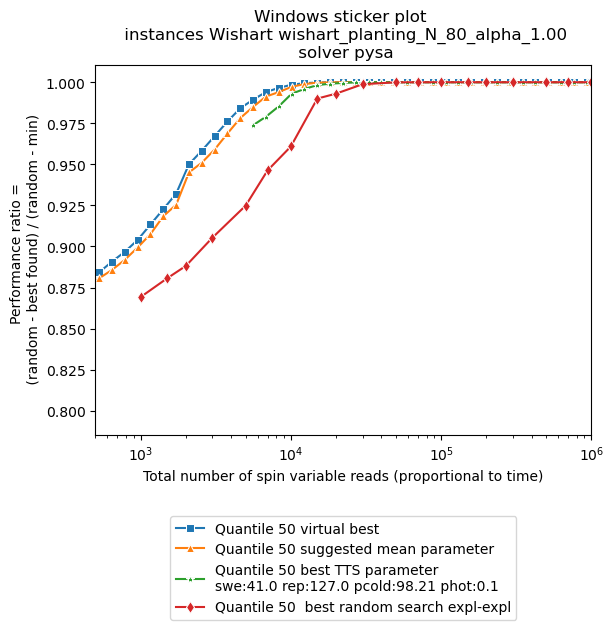 Windows sticker plot
instances Wishart wishart_planting_N_80_alpha_1.00
solver pysa
Performance ratio =
(random - best found) / (random - min)
1.000
0.975
0.950
0.925
0.900
0.875
0.850
0.825
0.800
10³
10⁴
10⁵
10⁶
Total number of spin variable reads (proportional to time)
Quantile 50 virtual best
Quantile 50 suggested mean parameter
Quantile 50 best TTS parameter
swe:41.0 rep:127.0 pcold:98.21 phot:0.1
Quantile 50  best random search expl-expl